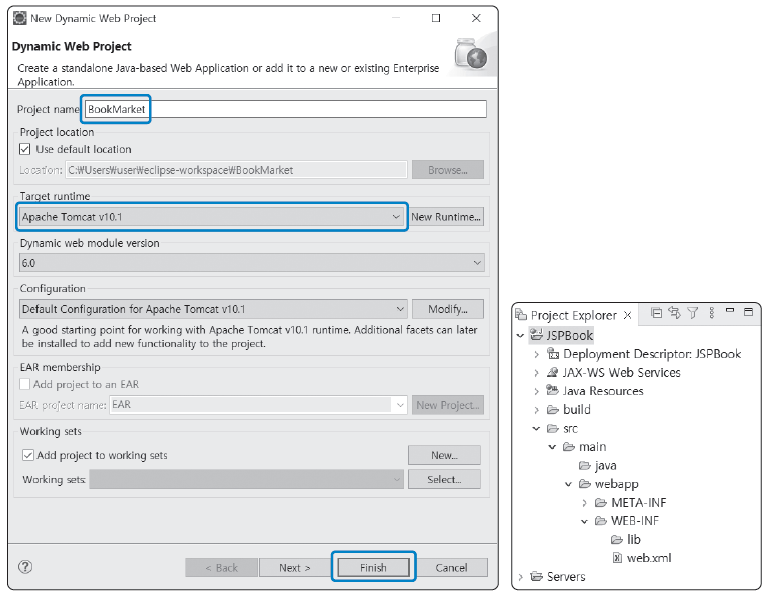 New Dynamic Web Project
Dynamic Web Project
Create a standalone Java-based Web Application or add it to a new or existing Enterprise
Application.
Project name: BookMarket
Project location
Use default location
Location: C:₩Users₩user₩eclipse-workspace₩BookMarket Browse...
Target runtime
Apache Tomcat v10.1 New Runtime...
Dynamic web module version
6.0
Configuration
Default Configuration for Apache Tomcat v10.1 Modify...
A good starting point for working with Apache Tomcat v10.1 runtime. Additional facets can later
be installed to add new functionality to the project.
EAR membership
Add project to an EAR
EAR project name: EAR New Project...
Working sets
Add project to working sets New...
Working sets: Select...
? < Back Next > Finish Cancel
Project Explorer
JSPBook
Deployment Descriptor: JSPBook
JAX-WS Web Services
Java Resources
build
src
main
java
webapp
META-INF
WEB-INF
lib
web.xml
Servers